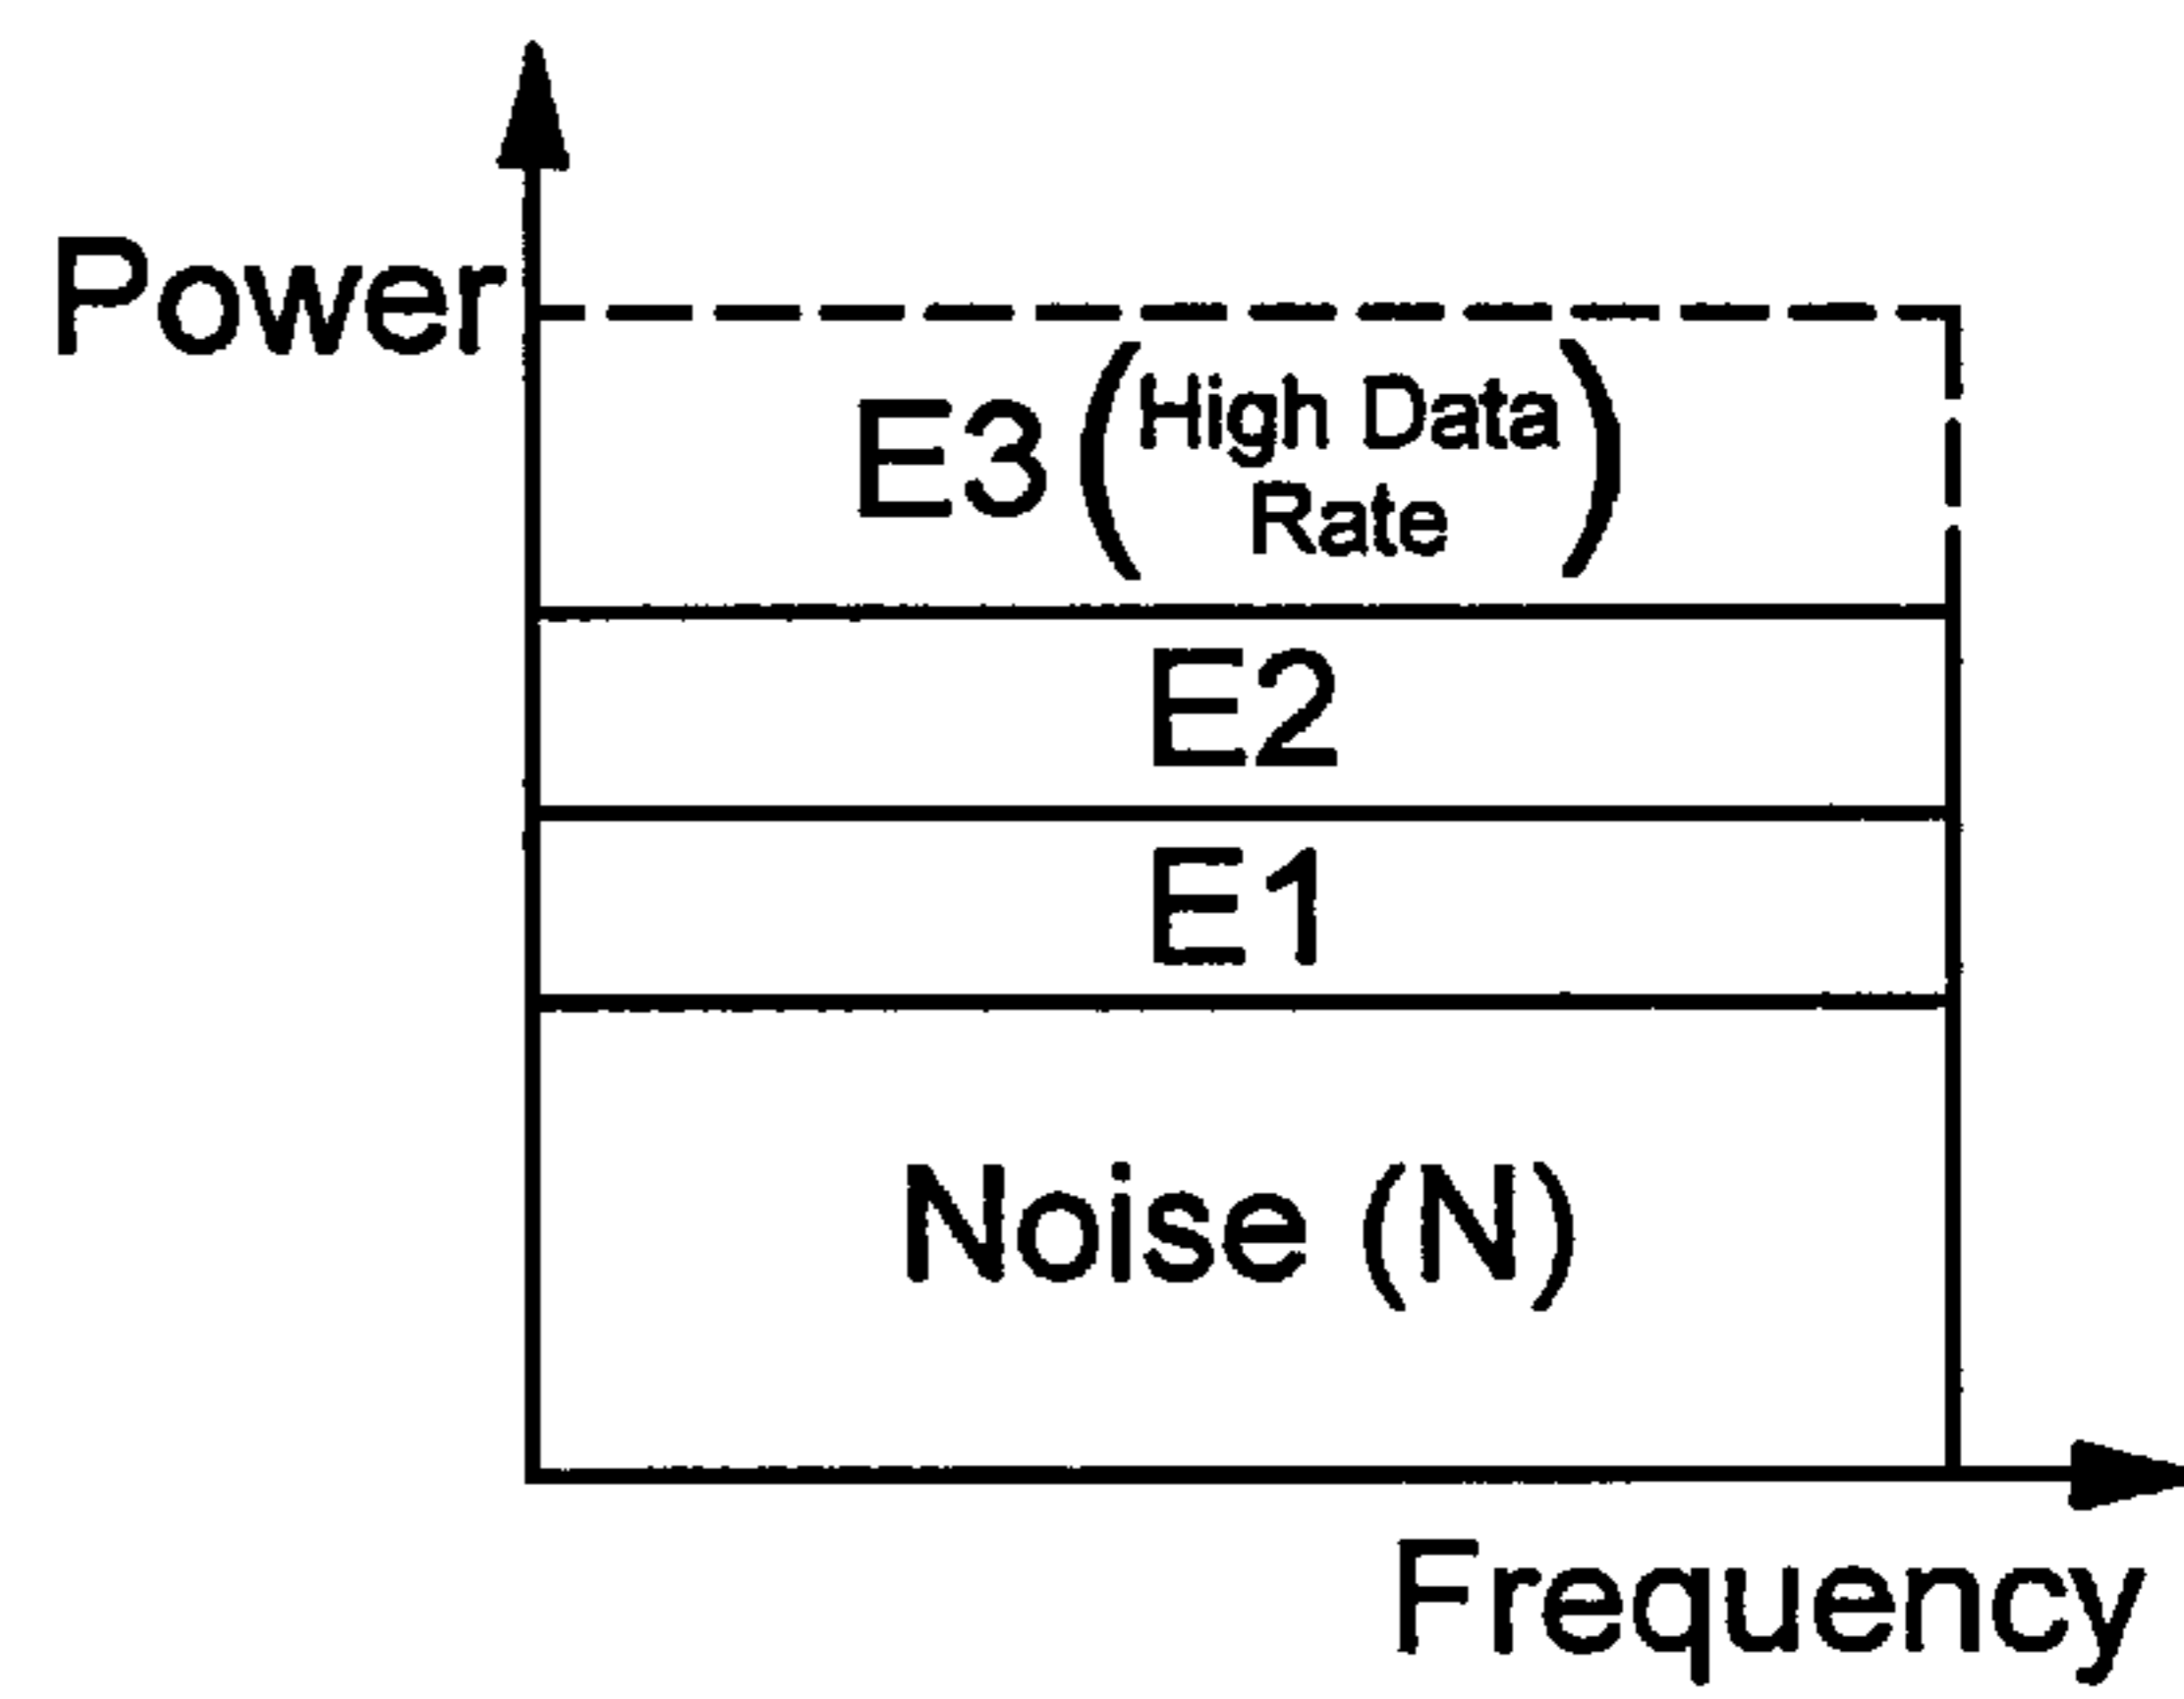 Power
E3 (High Data
Rate)
E2
E1
Noise (N)
Frequency